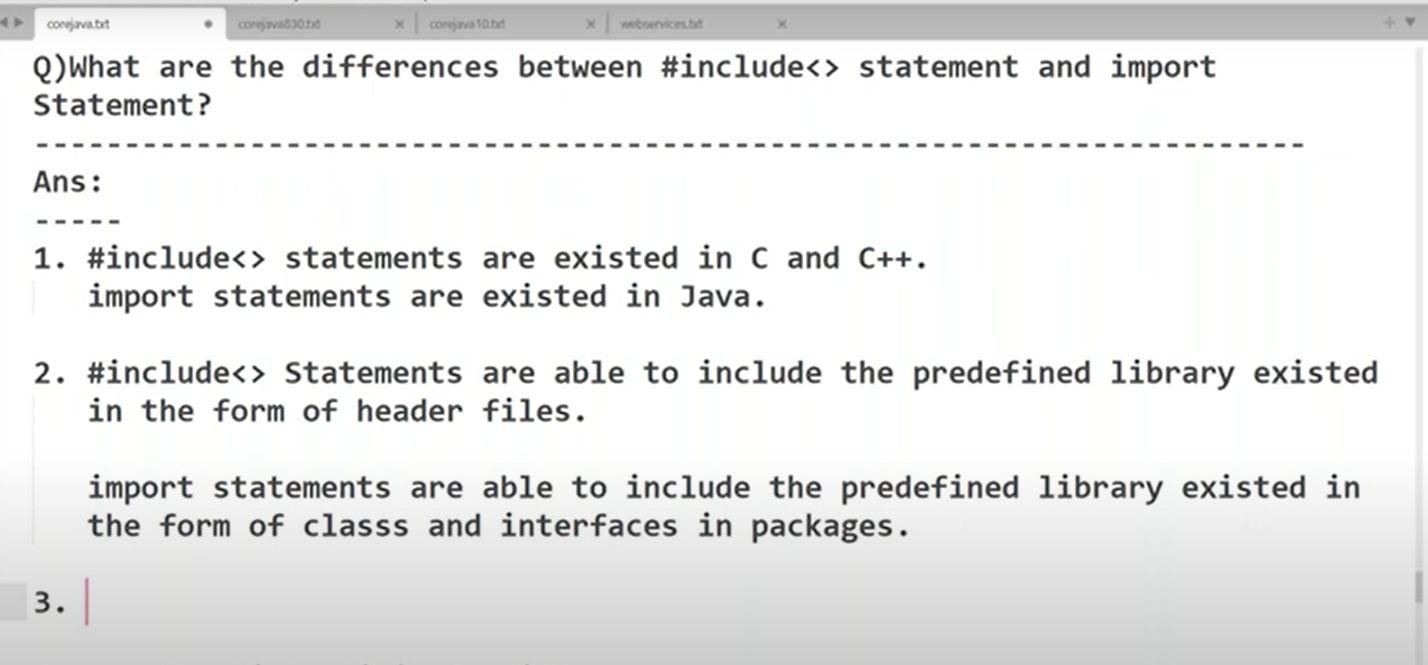 corejava.txt corejava830.txt corejava10.txt webservices.txt
Q)What are the differences between #include<> statement and import
Statement?
-----------------------------------------------------------------------
Ans:
-----
1. #include<> statements are existed in C and C++.
import statements are existed in Java.
2. #include<> Statements are able to include the predefined library existed
in the form of header files.
import statements are able to include the predefined library existed in
the form of classs and interfaces in packages.
3.